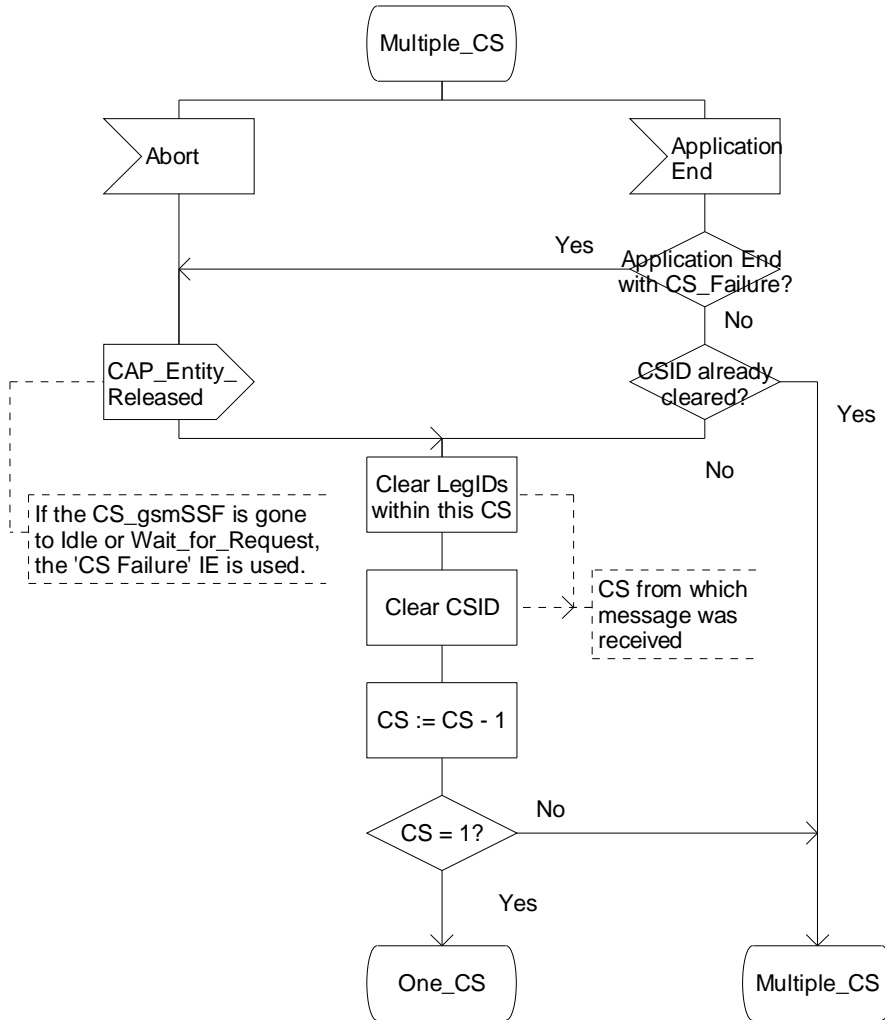 Multiple_CS
Abort
Application
End
Yes
Application End
with CS_Failure?
No
CAP_Entity_
Released
CSID already
cleared?
Yes
No
Clear LegIDs
within this CS
If the CS_gsmSSF is gone
to Idle or Wait_for_Request,
the 'CS Failure' IE is used.
Clear CSID
CS from which
message was
received
CS := CS - 1
CS = 1?
No
Yes
One_CS
Multiple_CS